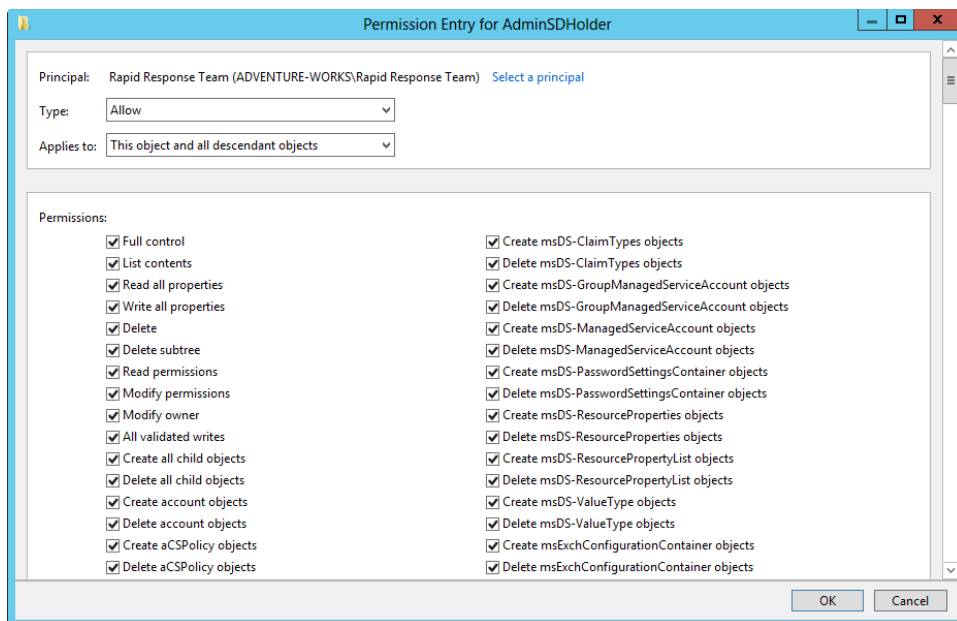 Permission Entry for AdminSDHolder
Principal: Rapid Response Team (ADVENTURE-WORKS\Rapid Response Team) Select a principal
Type: Allow
Applies to: This object and all descendant objects
Permissions:
Full control
List contents
Read all properties
Write all properties
Delete
Delete subtree
Read permissions
Modify permissions
Modify owner
All validated writes
Create all child objects
Delete all child objects
Create account objects
Delete account objects
Create aCSPolicy objects
Delete aCSPolicy objects
Create msDS-ClaimTypes objects
Delete msDS-ClaimTypes objects
Create msDS-GroupManagedServiceAccount objects
Delete msDS-GroupManagedServiceAccount objects
Create msDS-ManagedServiceAccount objects
Delete msDS-ManagedServiceAccount objects
Create msDS-PasswordSettingsContainer objects
Delete msDS-PasswordSettingsContainer objects
Create msDS-ResourceProperties objects
Delete msDS-ResourceProperties objects
Create msDS-ResourcePropertyList objects
Delete msDS-ResourcePropertyList objects
Create msDS-ValueType objects
Delete msDS-ValueType objects
Create msExchConfigurationContainer objects
Delete msExchConfigurationContainer objects
OK Cancel